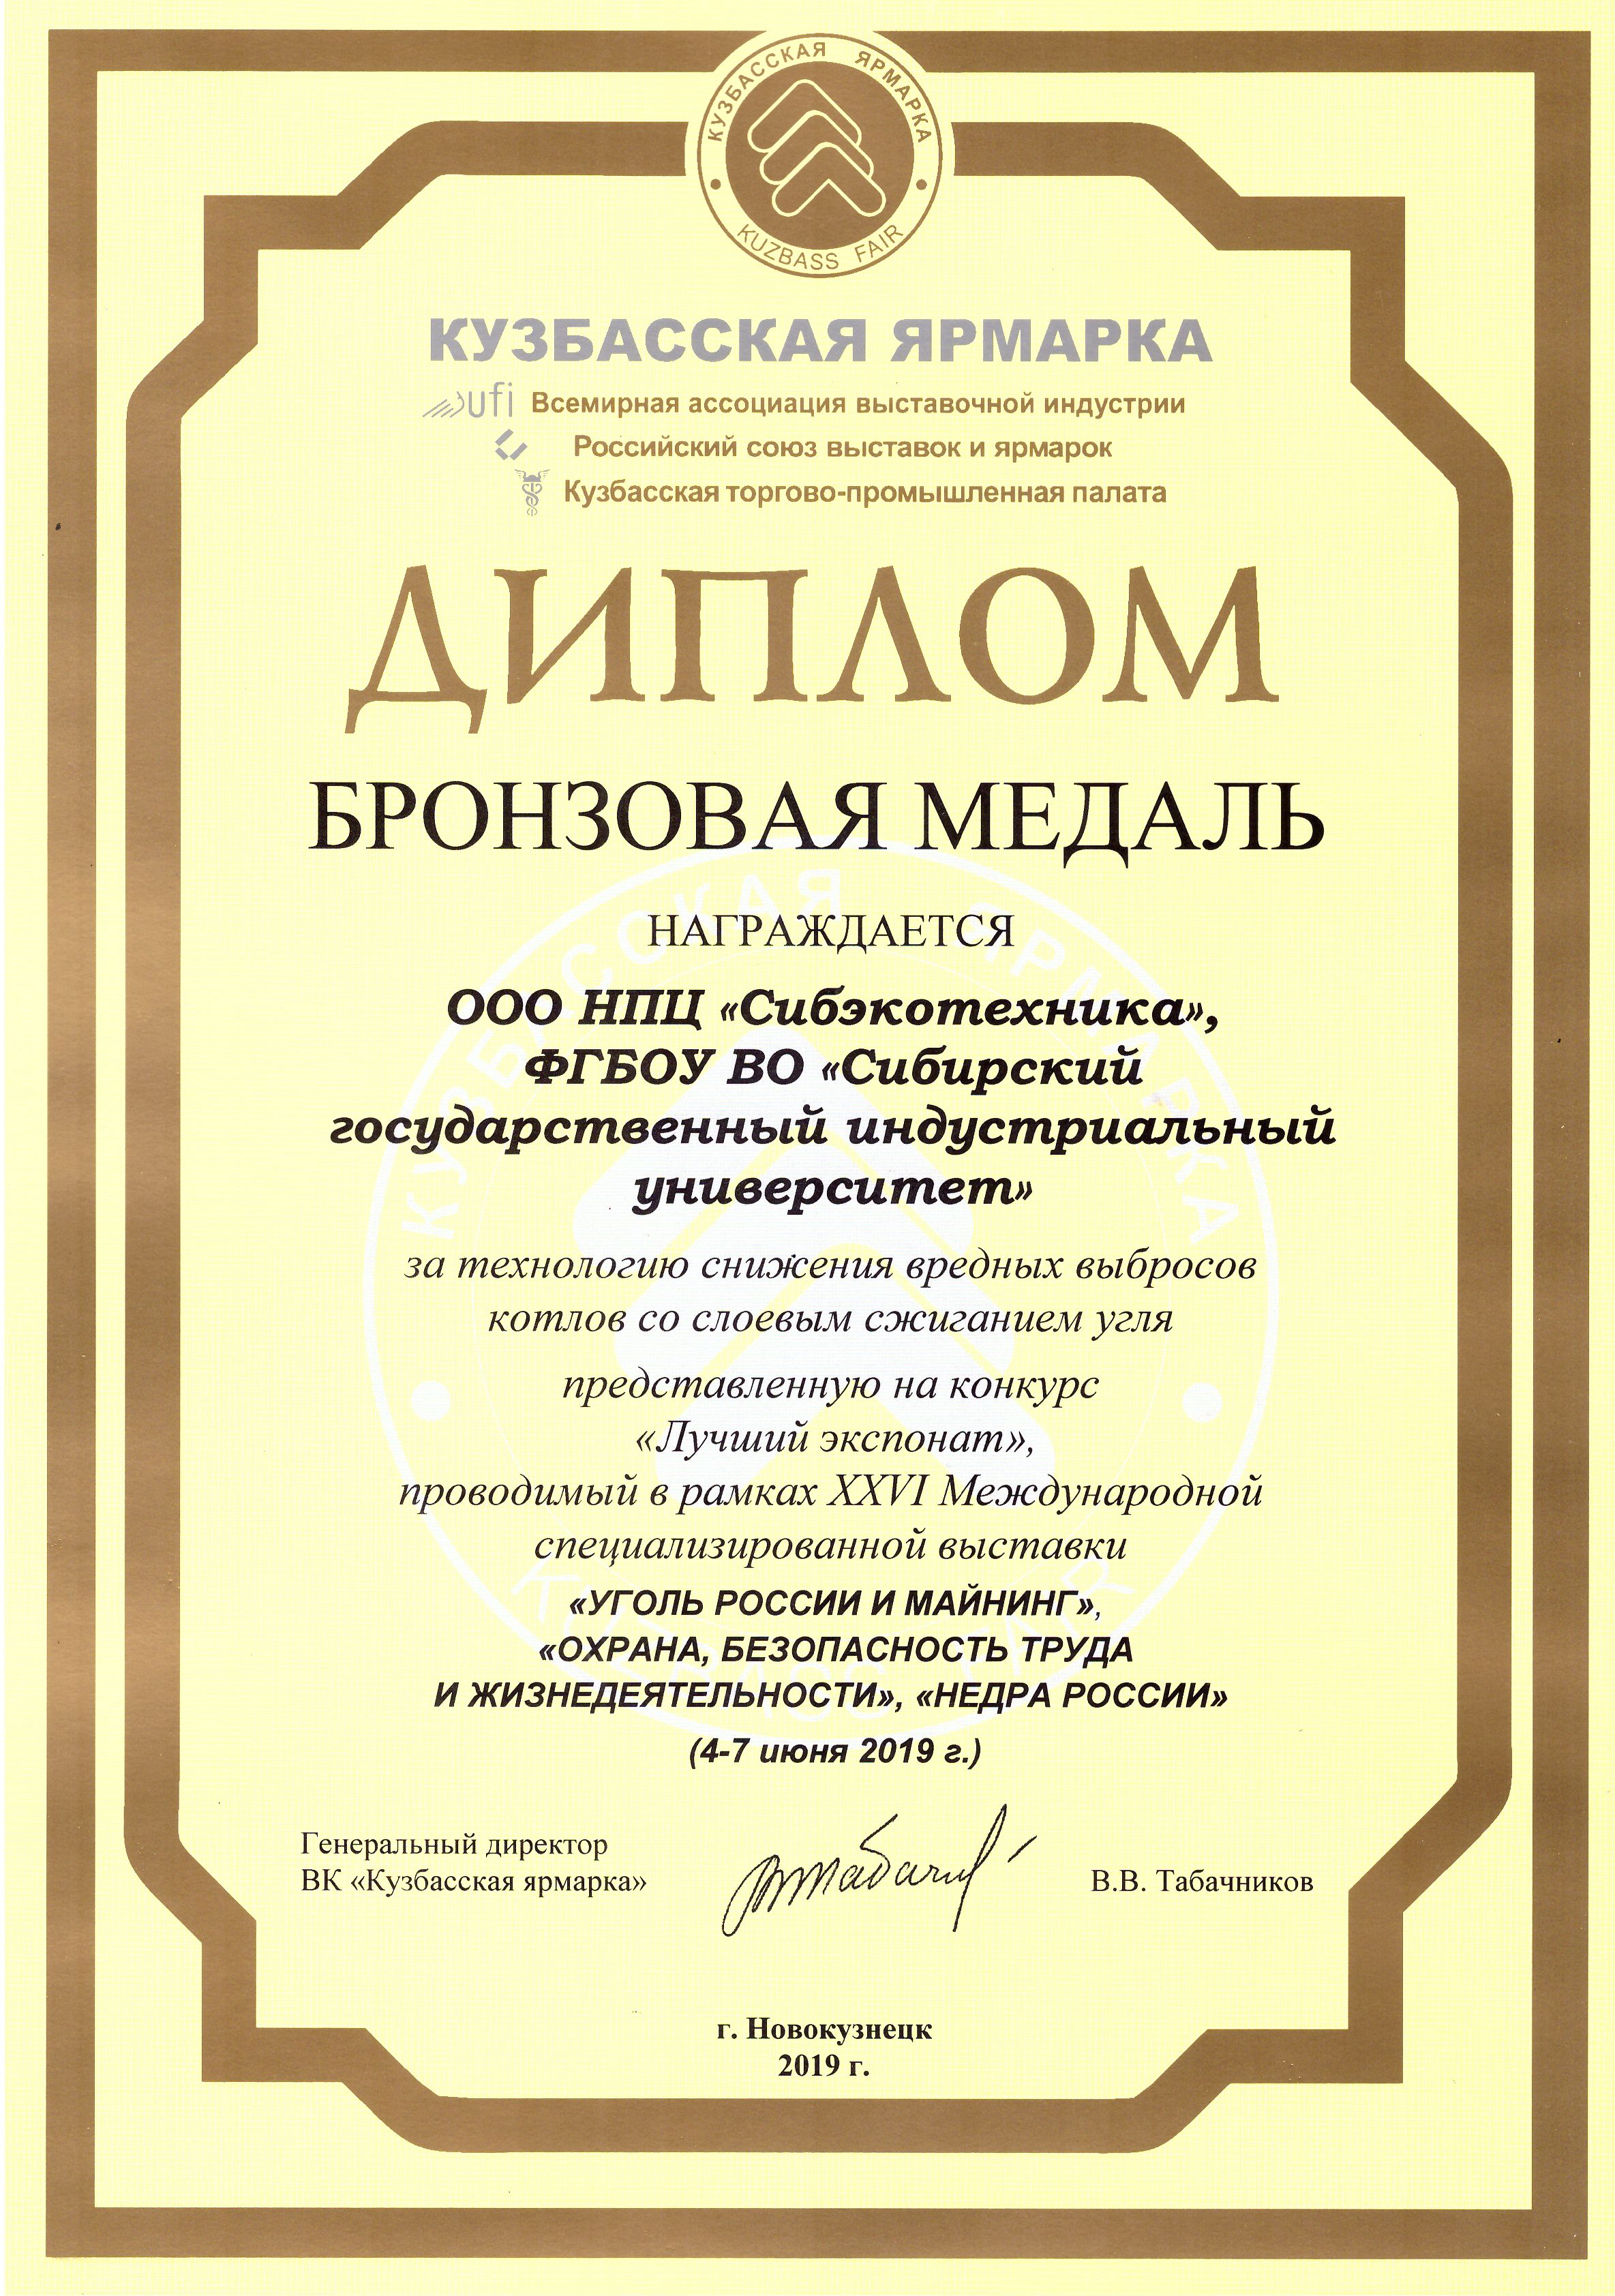 КУЗБАССКАЯ ЯРМАРКА
KUZBASS FAIR
КУЗБАССКАЯ ЯРМАРКА
ufi Всемирная ассоциация выставочной индустрии
Российский союз выставок и ярмарок
Кузбасская торгово-промышленная палата
ДИПЛОМ
БРОНЗОВАЯ МЕДАЛЬ
НАГРАЖДАЕТСЯ
ООО НПЦ «Сибэкотехника»,
ФГБОУ ВО «Сибирский
государственный индустриальный
университет»
за технологию снижения вредных выбросов
котлов со слоевым сжиганием угля
представленную на конкурс
«Лучший экспонат»,
проводимый в рамках XXVI Международной
специализированной выставки
«УГОЛЬ РОССИИ И МАЙНИНГ»,
«ОХРАНА, БЕЗОПАСНОСТЬ ТРУДА
И ЖИЗНЕДЕЯТЕЛЬНОСТИ», «НЕДРА РОССИИ»
(4-7 июня 2019 г.)
Генеральный директор
ВК «Кузбасская ярмарка»
В.В. Табачников
г. Новокузнецк
2019 г.